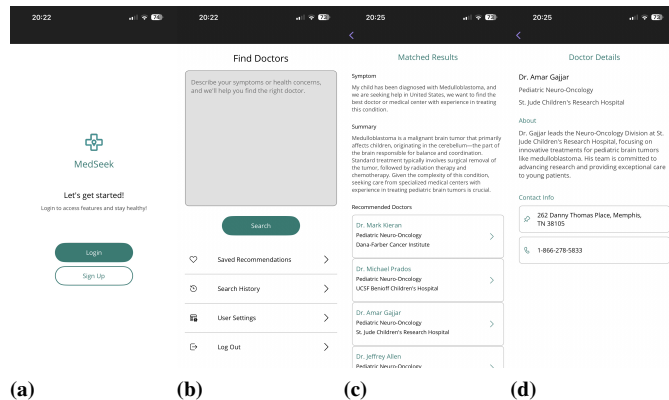 20:22
74
MedSeek
Let's get started!
Login to access features and stay healthy!
Login
Sign Up
(a)
20:22
73
Find Doctors
Describe your symptoms or health concerns,
and we'll help you find the right doctor.
Search
Saved Recommendations
Search History
User Settings
Log Out
(b)
20:25
73
Matched Results
Symptom
My child has been diagnosed with Medulloblastoma, and
we are seeking help in United States, we want to find the
best doctor or medical center with experience in treating
this condition.
Summary
Medulloblastoma is a malignant brain tumor that primarily
affects children, originating in the cerebellum—the part of
the brain responsible for balance and coordination.
Standard treatment typically involves surgical removal of
the tumor, followed by radiation therapy and
chemotherapy. Given the complexity of this condition,
seeking care from specialized medical centers with
experience in treating pediatric brain tumors is crucial.
Recommended Doctors
Dr. Mark Kieran
Pediatric Neuro-Oncology
Dana-Farber Cancer Institute
Dr. Michael Prados
Pediatric Neuro-Oncology
UCSF Benioff Children's Hospital
Dr. Amar Gajjar
Pediatric Neuro-Oncology
St. Jude Children's Research Hospital
Dr. Jeffrey Allen
Pediatric Neuro-Oncology
(c)
20:25
73
Doctor Details
Dr. Amar Gajjar
Pediatric Neuro-Oncology
St. Jude Children's Research Hospital
About
Dr. Gajjar leads the Neuro-Oncology Division at St.
Jude Children's Research Hospital, focusing on
innovative treatments for pediatric brain tumors
like medulloblastoma. His team is committed to
advancing research and providing exceptional care
to young patients.
Contact Info
262 Danny Thomas Place, Memphis,
TN 38105
1-866-278-5833
(d)